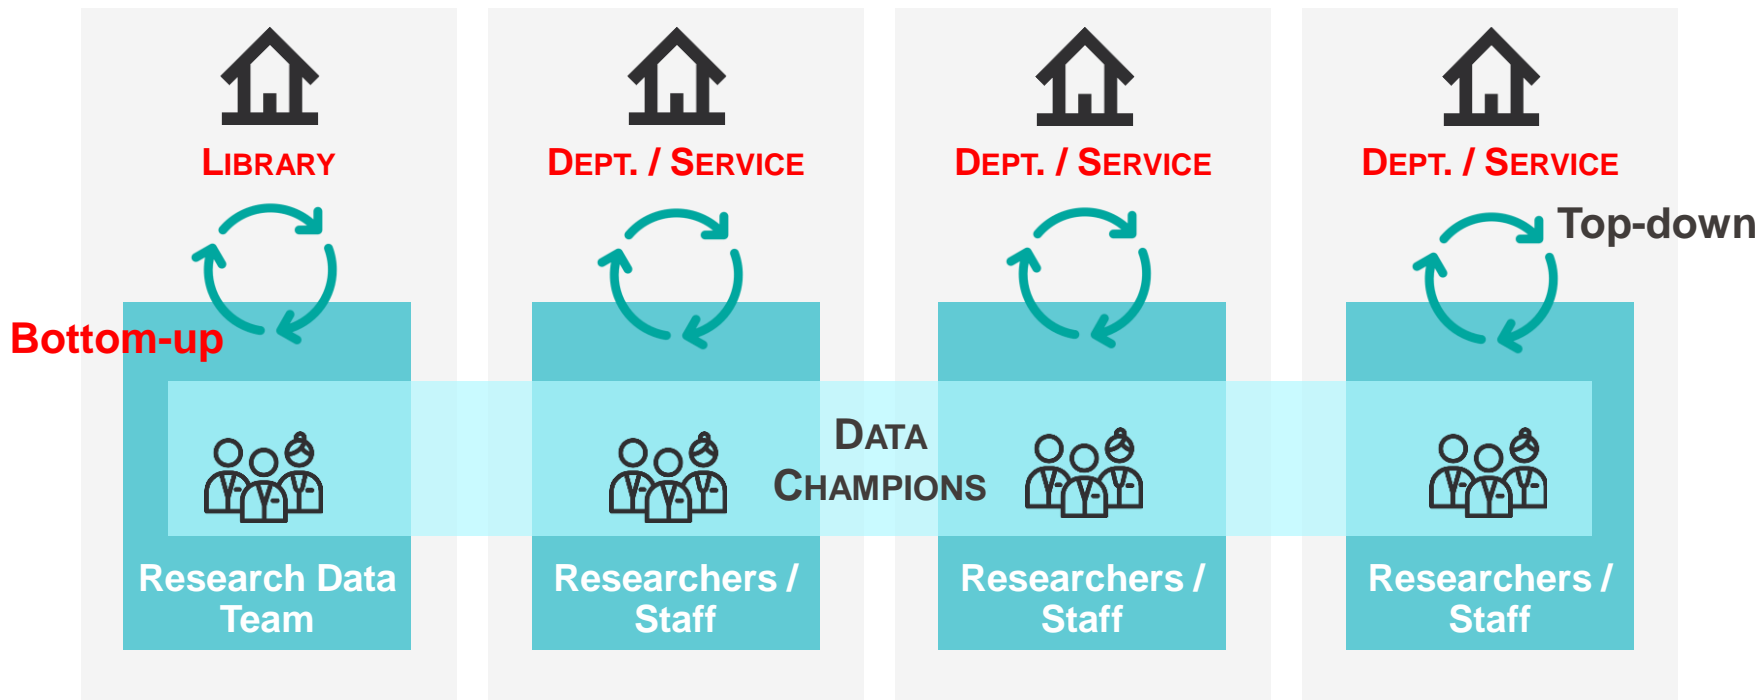 LIBRARY
DEPT. / SERVICE
DEPT. / SERVICE
DEPT. / SERVICE
Top-down
Bottom-up
DATA
CHAMPIONS
Research Data
Team
Researchers /
Staff
Researchers /
Staff
Researchers /
Staff